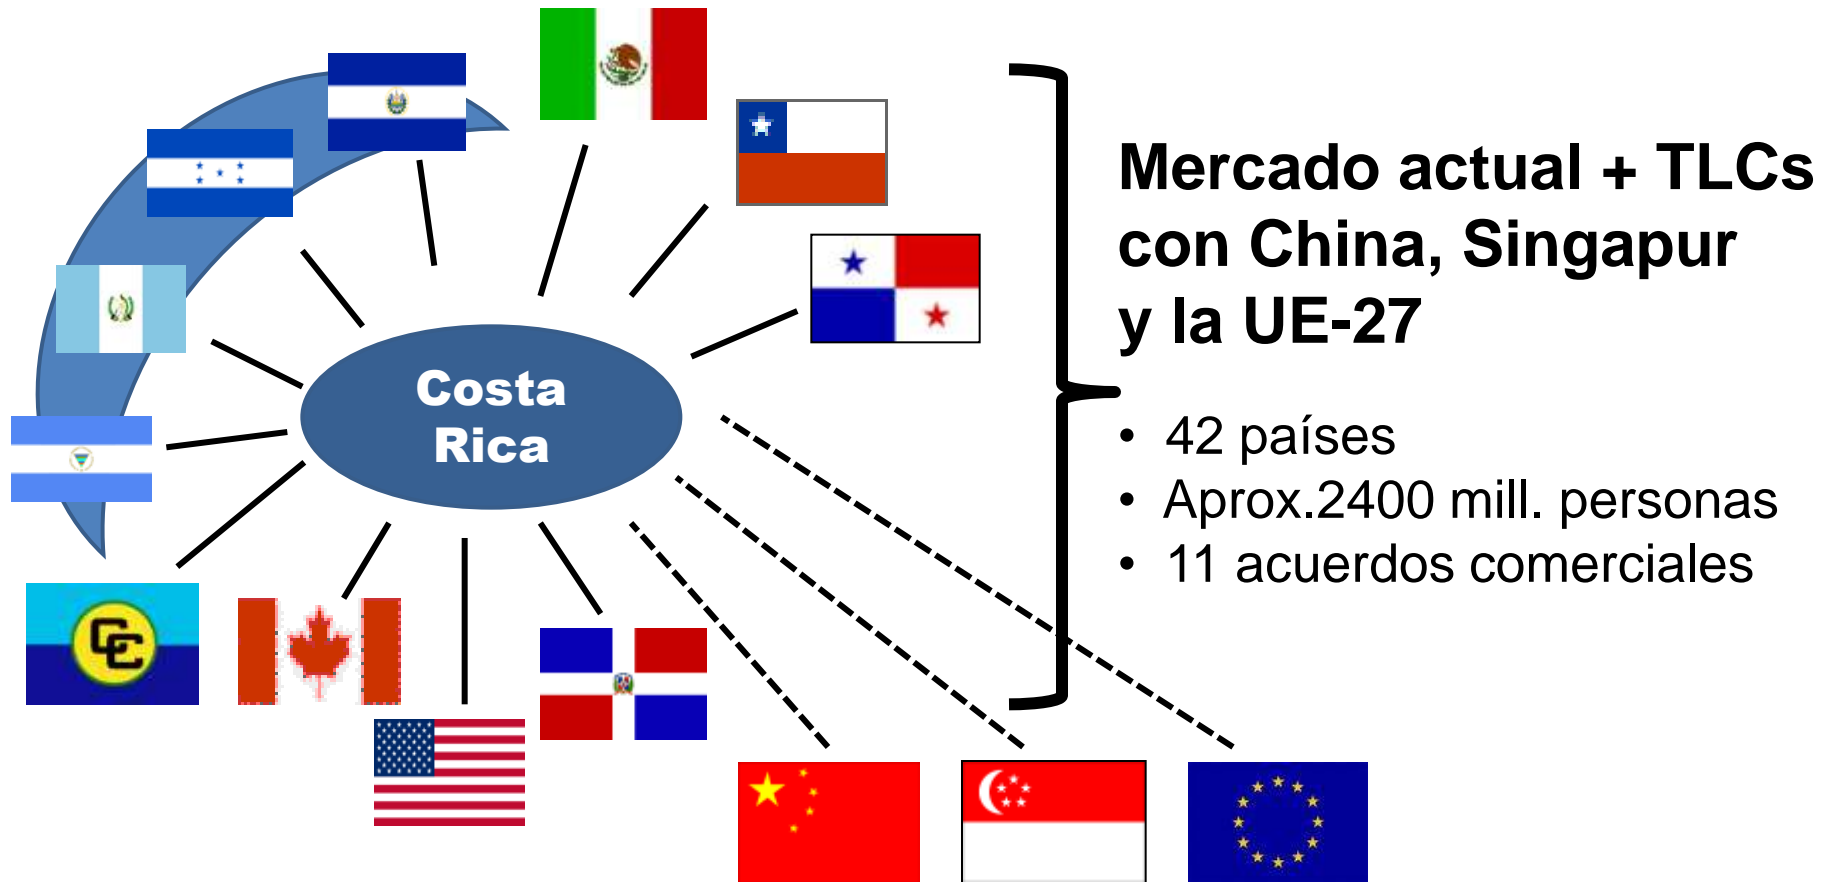 Costa
Rica
Mercado actual + TLCs
con China, Singapur
y la UE-27
• 42 países
• Aprox.2400 mill. personas
• 11 acuerdos comerciales